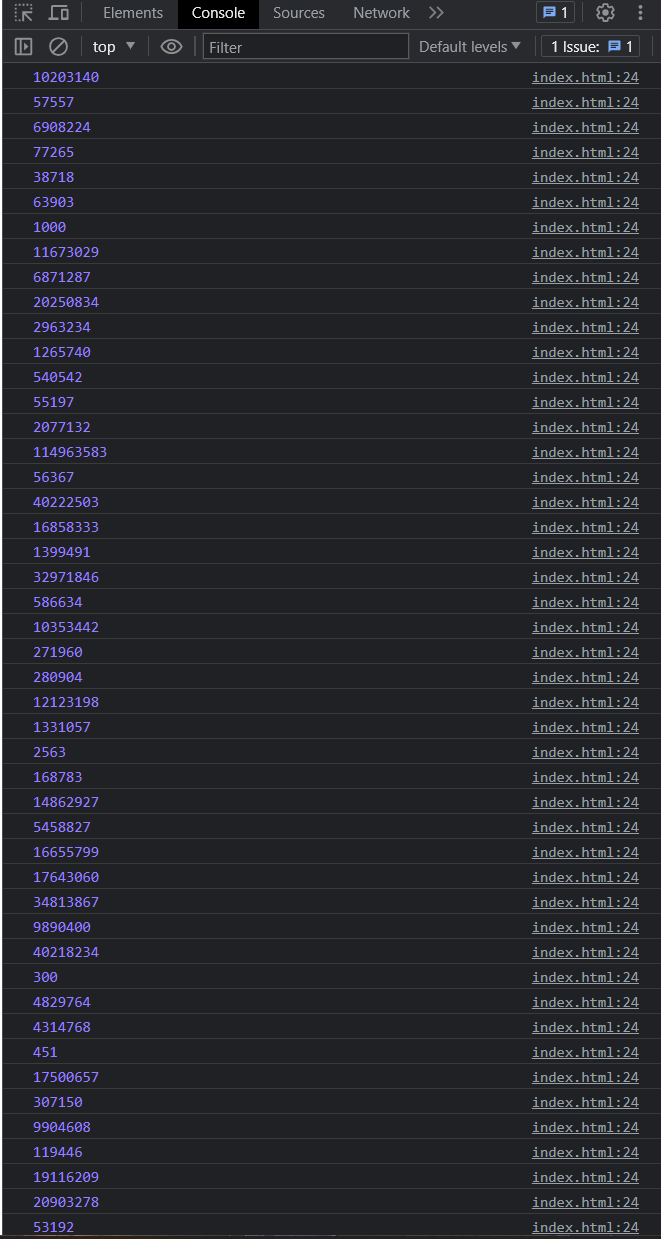 Elements Console Sources Network 1
top Filter Default levels 1 Issue: 1
10203140 index.html:24
57557 index.html:24
6908224 index.html:24
77265 index.html:24
38718 index.html:24
63903 index.html:24
1000 index.html:24
11673029 index.html:24
6871287 index.html:24
20250834 index.html:24
2963234 index.html:24
1265740 index.html:24
540542 index.html:24
55197 index.html:24
2077132 index.html:24
114963583 index.html:24
56367 index.html:24
40222503 index.html:24
16858333 index.html:24
1399491 index.html:24
32971846 index.html:24
586634 index.html:24
10353442 index.html:24
271960 index.html:24
280904 index.html:24
12123198 index.html:24
1331057 index.html:24
2563 index.html:24
168783 index.html:24
14862927 index.html:24
5458827 index.html:24
16655799 index.html:24
17643060 index.html:24
34813867 index.html:24
9890400 index.html:24
40218234 index.html:24
300 index.html:24
4829764 index.html:24
4314768 index.html:24
451 index.html:24
17500657 index.html:24
307150 index.html:24
9904608 index.html:24
119446 index.html:24
19116209 index.html:24
20903278 index.html:24
53192 index.html:24